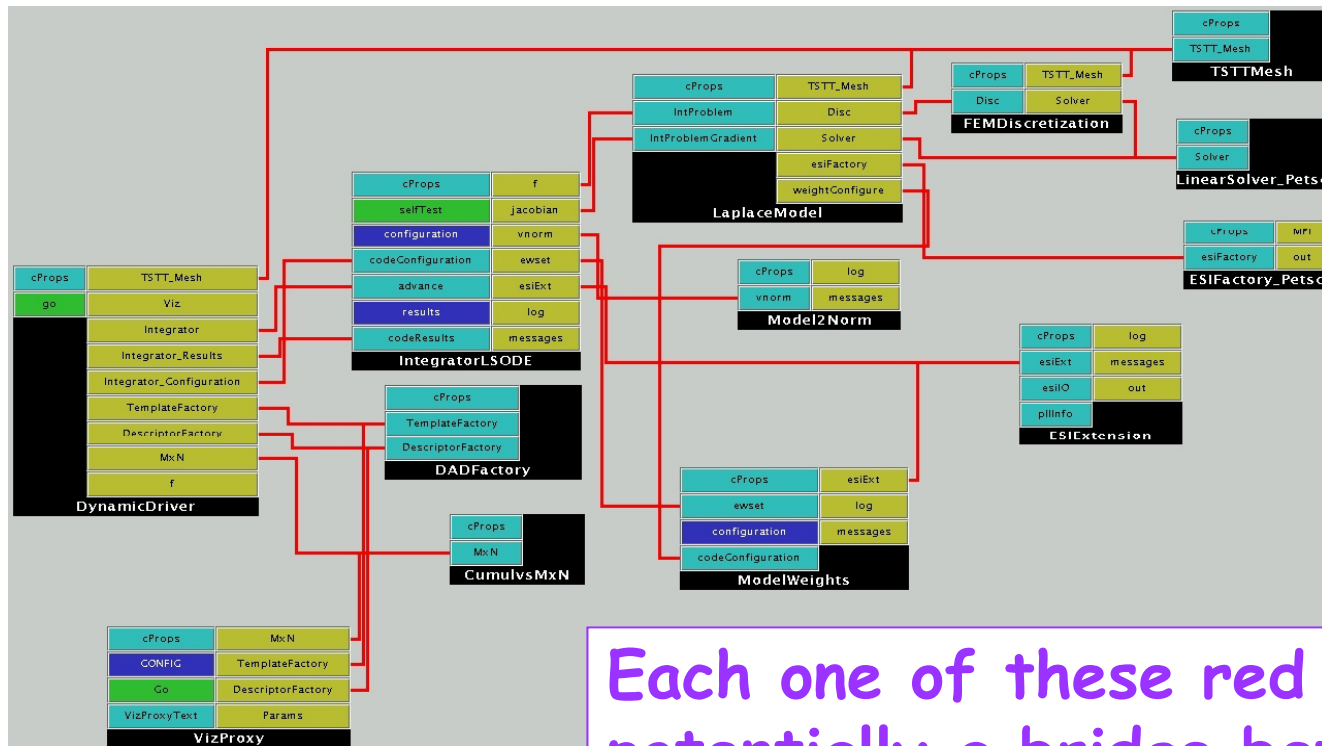 cProps
TSTT_Mesh
TSTTMesh
cProps TSTT_Mesh
Disc Solver
FEMDiscretization
cProps TSTT_Mesh
IntProblem Disc
IntProblemGradient Solver
esiFactory
weightConfigure
LaplaceModel
cProps
Solver
LinearSolver_Petsc
cProps MPI
esiFactory out
ESIFactory_Petsc
cProps f
selfTest jacobian
configuration vnorm
codeConfiguration ewset
advance esiExt
results log
codeResults messages
IntegratorLSODE
cProps log
vnorm messages
Model2Norm
cProps TSTT_Mesh
go Viz
Integrator
Integrator_Results
Integrator_Configuration
TemplateFactory
DescriptorFactory
MxN
f
DynamicDriver
cProps log
esiExt messages
esiIO out
pllInfo
ESIExtension
cProps
TemplateFactory
DescriptorFactory
DADFactory
cProps esiExt
ewset log
configuration messages
codeConfiguration
ModelWeights
cProps
MxN
CumulvsMxN
cProps MxN
CONFIG TemplateFactory
Go DescriptorFactory
VizProxyText Params
VizProxy
Each one of these red
potentially a bridge